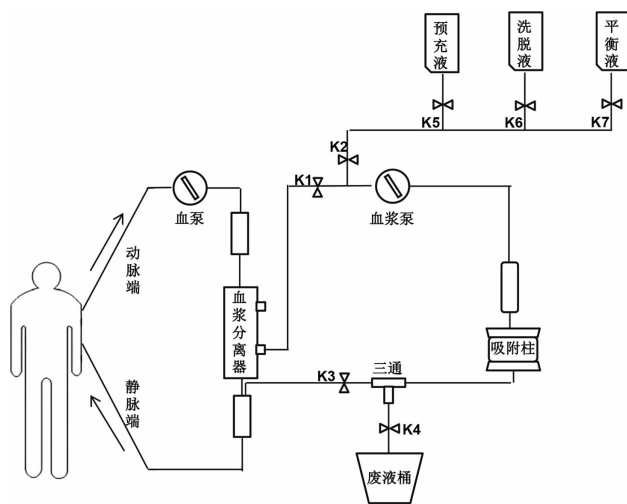 预充液
洗脱液
平衡液
K5
K6
K7
K2
K1
血泵
血浆泵
动脉端
血浆分离器
吸附柱
静脉端
K3
三通
K4
废液桶